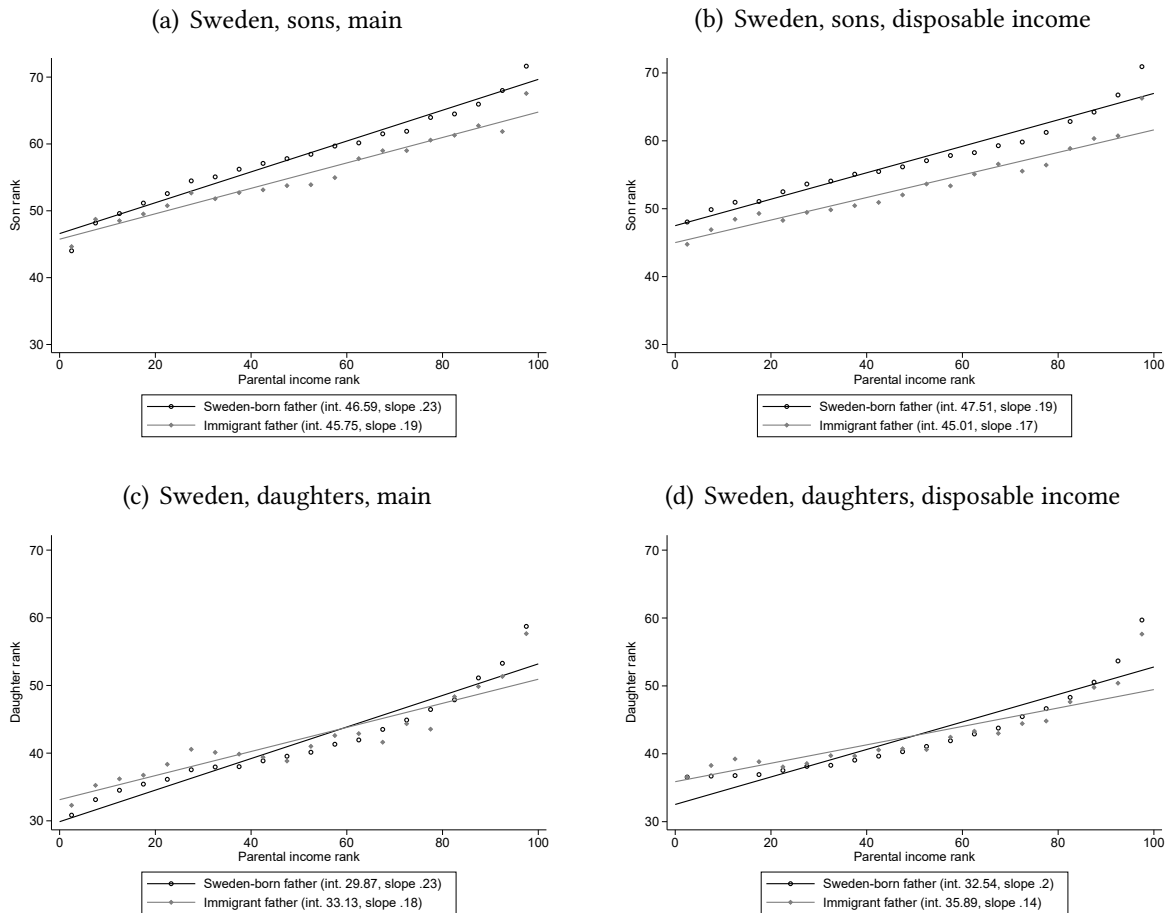 (a) Sweden, sons, main
70
60
50
40
30
Son rank
0 20 40 60 80 100
Parental income rank
Sweden-born father (int. 46.59, slope .23)
Immigrant father (int. 45.75, slope .19)
(b) Sweden, sons, disposable income
70
60
50
40
30
Son rank
0 20 40 60 80 100
Parental income rank
Sweden-born father (int. 47.51, slope .19)
Immigrant father (int. 45.01, slope .17)
(c) Sweden, daughters, main
70
60
50
40
30
Daughter rank
0 20 40 60 80 100
Parental income rank
Sweden-born father (int. 29.87, slope .23)
Immigrant father (int. 33.13, slope .18)
(d) Sweden, daughters, disposable income
70
60
50
40
30
Daughter rank
0 20 40 60 80 100
Parental income rank
Sweden-born father (int. 32.54, slope .2)
Immigrant father (int. 35.89, slope .14)